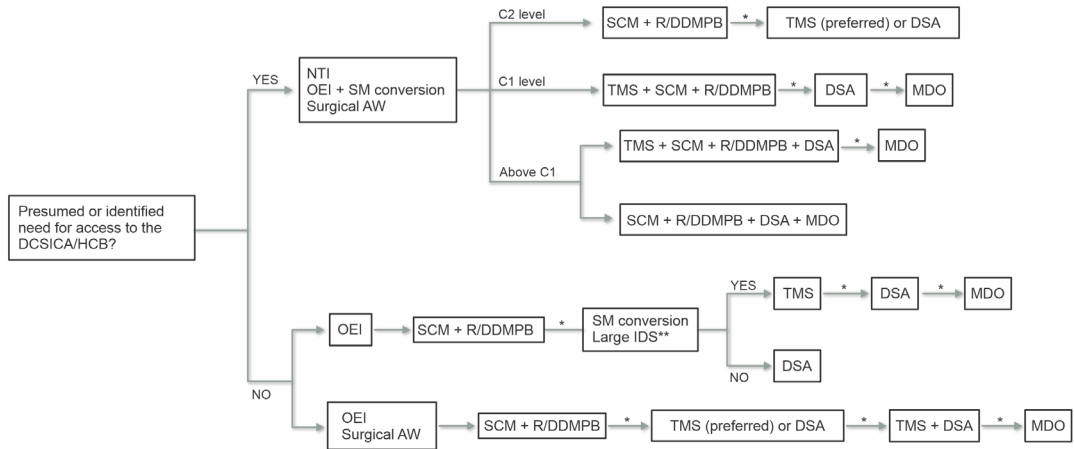 Presumed or identified
need for access to the
DCSICA/HCB?
YES
NTI
OEI + SM conversion
Surgical AW
C2 level
SCM + R/DDMPB
*
TMS (preferred) or DSA
C1 level
TMS + SCM + R/DDMPB
*
DSA
*
MDO
Above C1
TMS + SCM + R/DDMPB + DSA
*
MDO
SCM + R/DDMPB + DSA + MDO
NO
OEI
SCM + R/DDMPB
*
SM conversion
Large IDS**
YES
TMS
*
DSA
*
MDO
NO
DSA
OEI
Surgical AW
SCM + R/DDMPB
*
TMS (preferred) or DSA
*
TMS + DSA
*
MDO